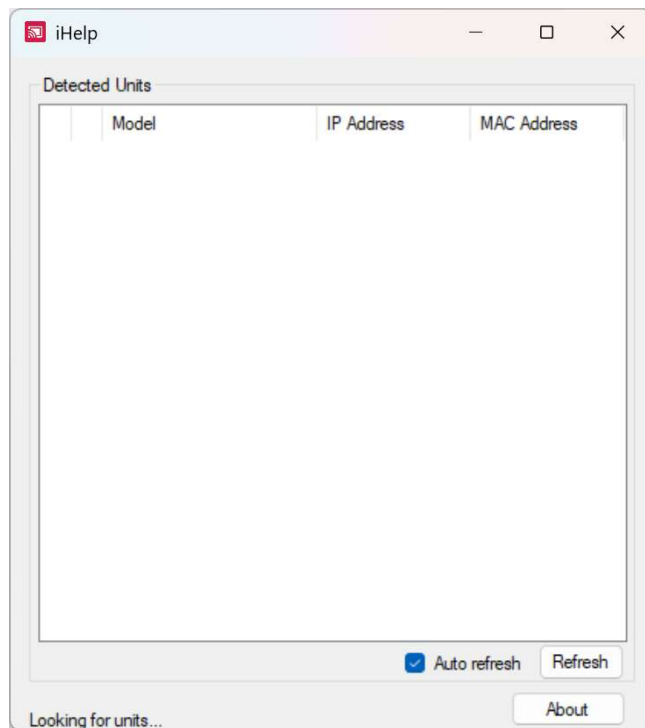 iHelp
Detected Units
Model IP Address MAC Address
Auto refresh Refresh
About
Looking for units...